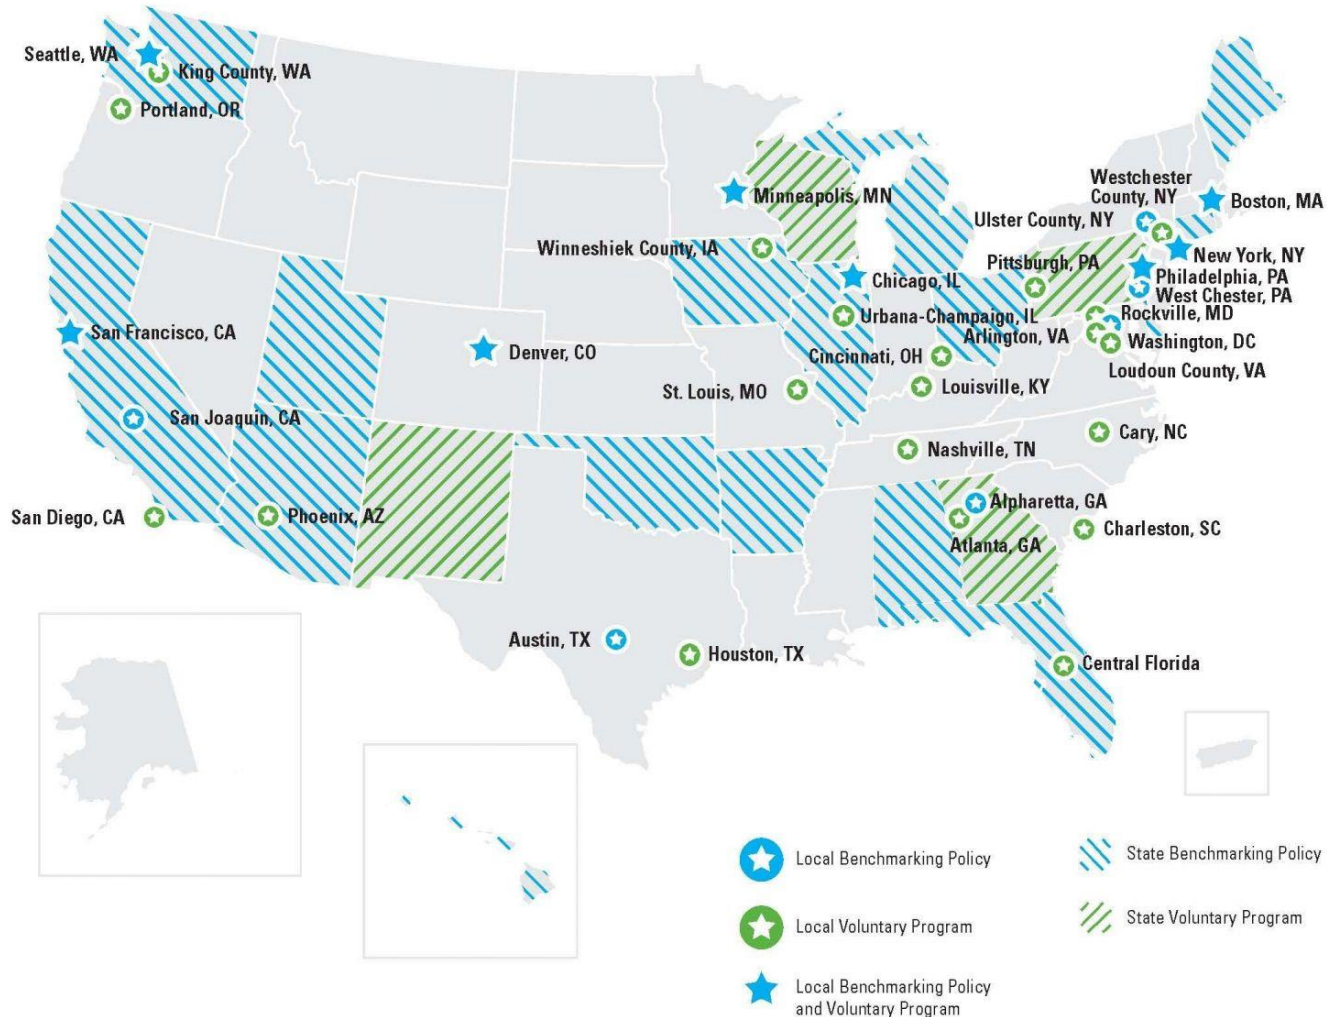 Seattle, WA
King County, WA
Portland, OR
Minneapolis, MN
Westchester
County, NY
Boston, MA
Ulster County, NY
Winneshiek County, IA
New York, NY
Pittsburgh, PA
Philadelphia, PA
Chicago, IL
West Chester, PA
Urbana-Champaign, IL
Rockville, MD
San Francisco, CA
Arlington, VA
Washington, DC
Denver, CO
Cincinnati, OH
Loudoun County, VA
St. Louis, MO
Louisville, KY
San Joaquin, CA
Cary, NC
Nashville, TN
Alpharetta, GA
San Diego, CA
Phoenix, AZ
Charleston, SC
Atlanta, GA
Austin, TX
Houston, TX
Central Florida
Local Benchmarking Policy
State Benchmarking Policy
Local Voluntary Program
State Voluntary Program
Local Benchmarking Policy
and Voluntary Program